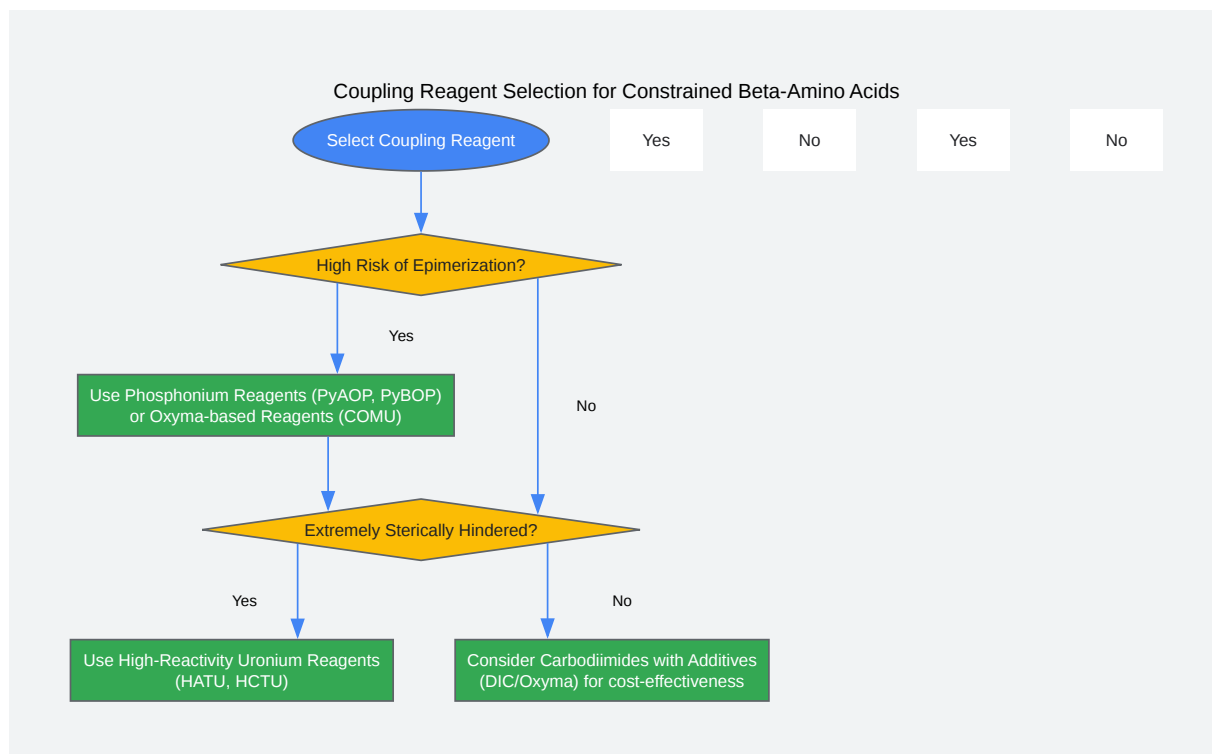 Coupling Reagent Selection for Constrained Beta-Amino Acids
Select Coupling Reagent
Yes
No
Yes
No
High Risk of Epimerization?
Yes
Use Phosphonium Reagents (PyAOP, PyBOP)
or Oxyma-based Reagents (COMU)
No
Extremely Sterically Hindered?
Yes
No
Use High-Reactivity Uronium Reagents
(HATU, HCTU)
Consider Carbodiimides with Additives
(DIC/Oxyma) for cost-effectiveness